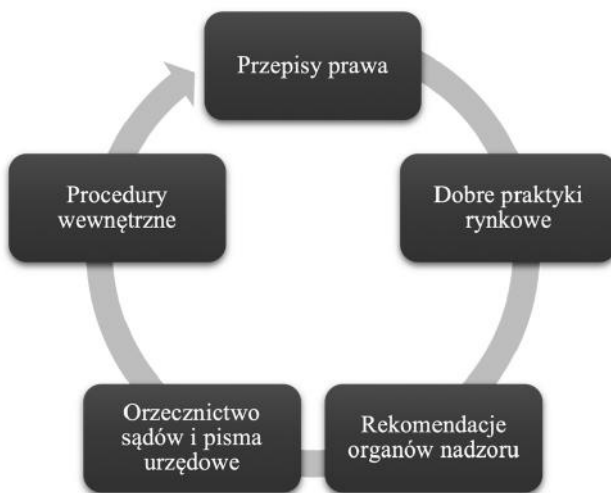 Przepisy prawa
Dobre praktyki
rynkowe
Rekomendacje
organów nadzoru
Orzecznictwo
sądów i pisma
urzędowe
Procedury
wewnętrzne